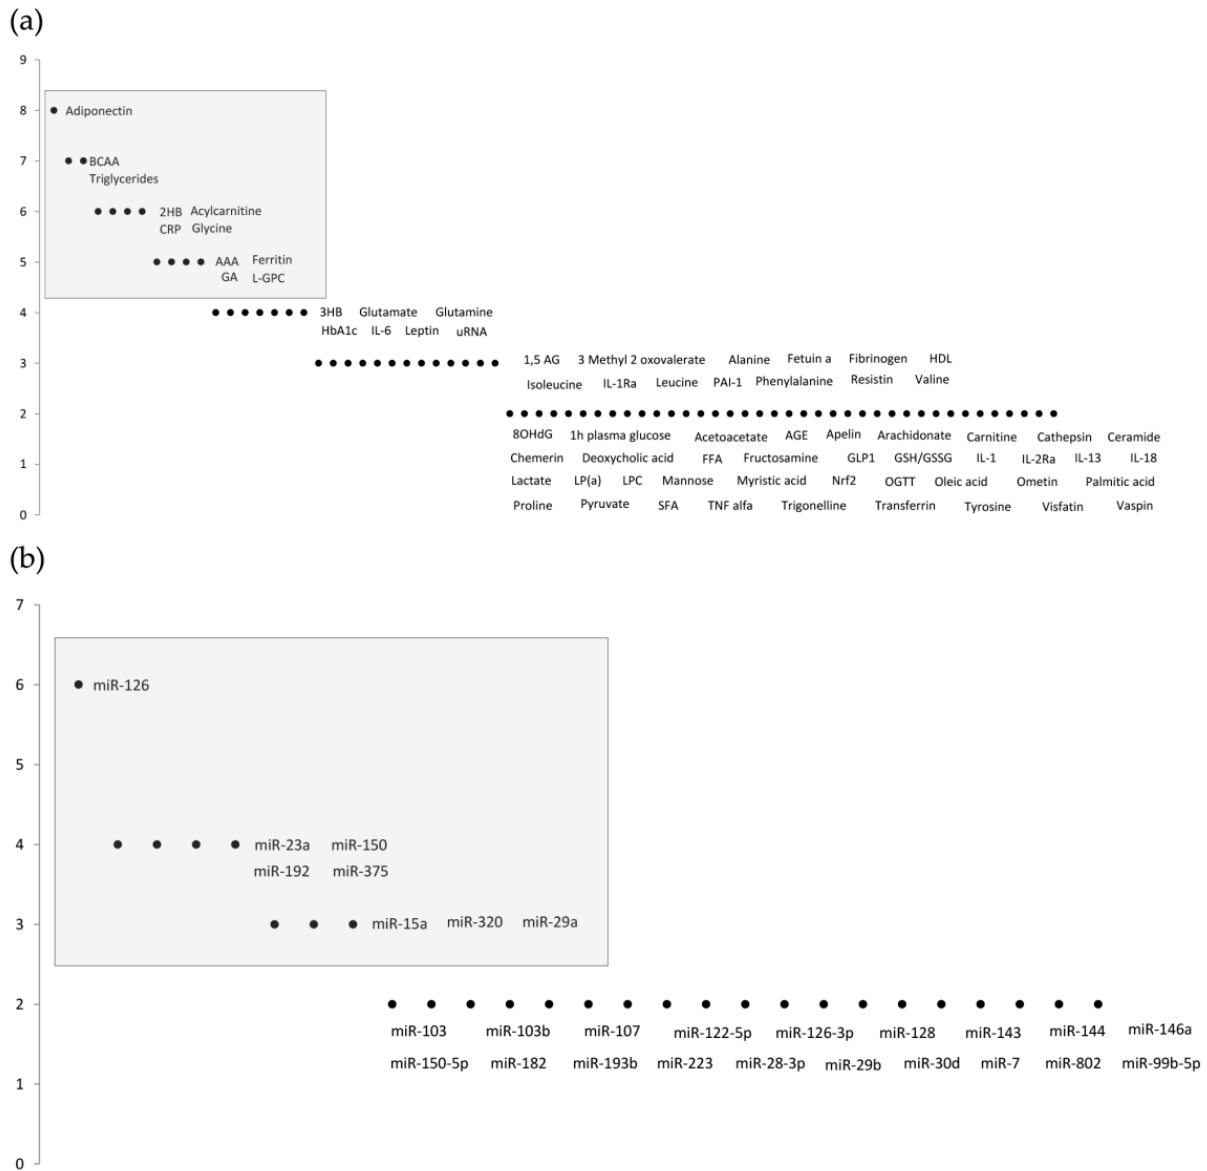 (a)
9
8 Adiponectin
7 BCAA
Triglycerides
6 2HB Acylcarnitine
CRP Glycine
5 AAA Ferritin
GA L-GPC
4 3HB Glutamate Glutamine
HbA1c IL-6 Leptin uRNA
3 1,5 AG 3 Methyl 2 oxovalerate Alanine Fetuin a Fibrinogen HDL
Isoleucine IL-1Ra Leucine PAI-1 Phenylalanine Resistin Valine
2
8OHdG 1h plasma glucose Acetoacetate AGE Apelin Arachidonate Carnitine Cathepsin Ceramide
1 Chemerin Deoxycholic acid FFA Fructosamine GLP1 GSH/GSSG IL-1 IL-2Ra IL-13 IL-18
Lactate LP(a) LPC Mannose Myristic acid Nrf2 OGTT Oleic acid Ometin Palmitic acid
0 Proline Pyruvate SFA TNF alfa Trigonelline Transferrin Tyrosine Visfatin Vaspin
(b)
7
6 miR-126
5
4 miR-23a miR-150
miR-192 miR-375
3 miR-15a miR-320 miR-29a
2
miR-103 miR-103b miR-107 miR-122-5p miR-126-3p miR-128 miR-143 miR-144 miR-146a
miR-150-5p miR-182 miR-193b miR-223 miR-28-3p miR-29b miR-30d miR-7 miR-802 miR-99b-5p
1
0